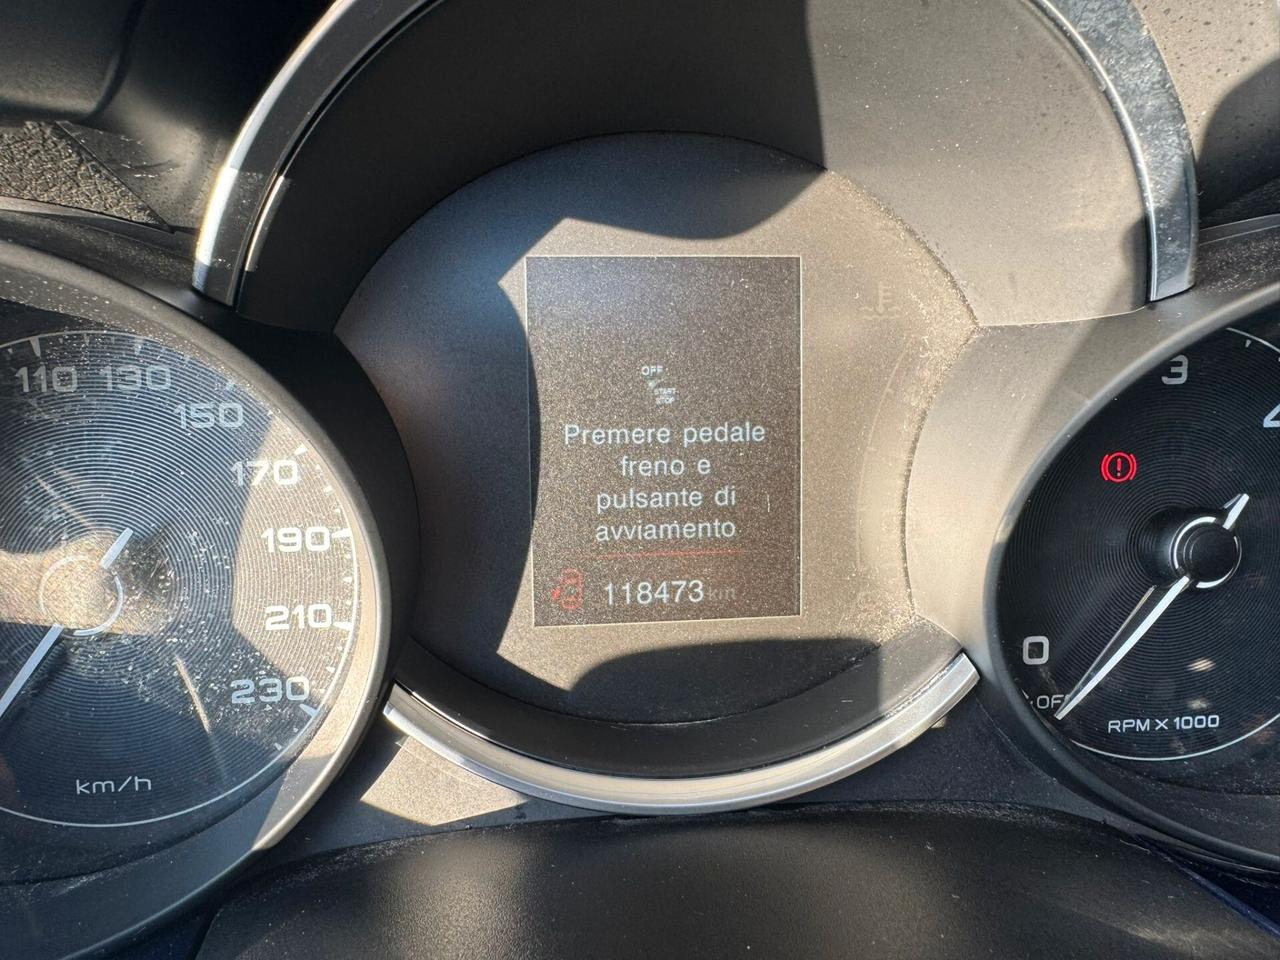 110 130
150
170
190
210
230
km/h
OFF
START
STOP
Premere pedale
freno e
pulsante di
avviamento
118473 km
3
0
RPM X 1000